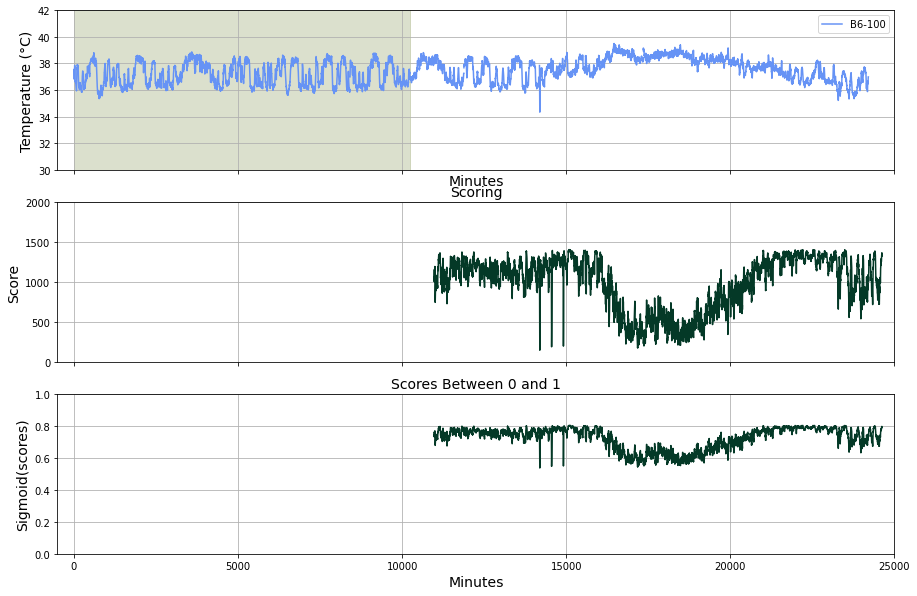 42
40
38
36
34
32
30
Temperature (°C)
B6-100
Minutes
Scoring
2000
1500
1000
500
0
Score
Scores Between 0 and 1
1.0
0.8
0.6
0.4
0.2
0.0
Sigmoid(scores)
0 5000 10000 15000 20000 25000
Minutes